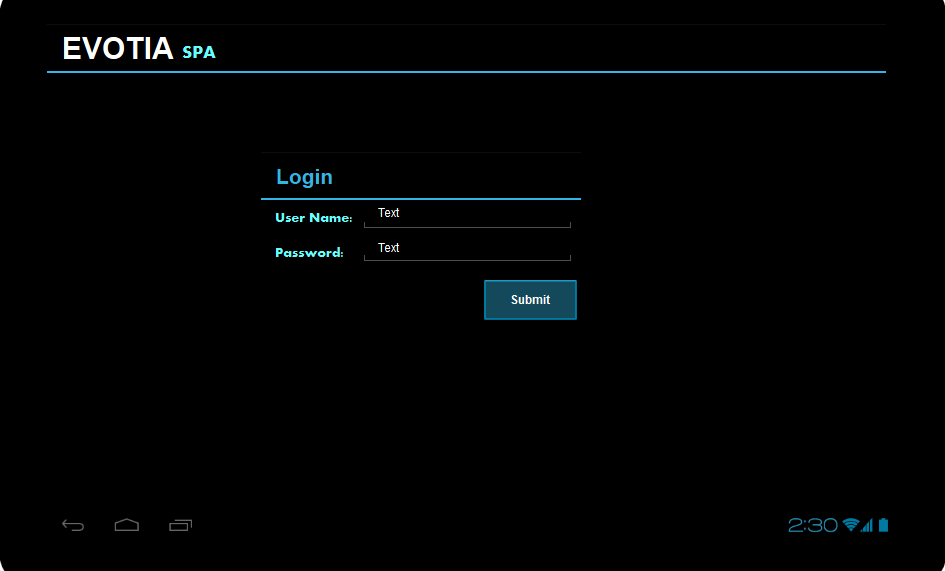 EVOTIA SPA
Login
User Name: Text
Password: Text
Submit
2:30